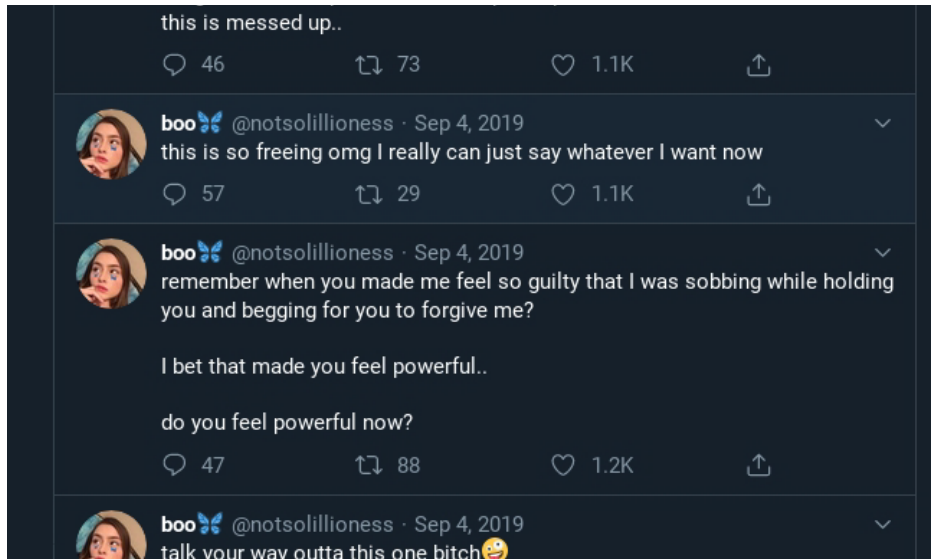 this is messed up..
46 73 1.1K
boo🦋 @notsolillioness · Sep 4, 2019
this is so freeing omg I really can just say whatever I want now
57 29 1.1K
boo🦋 @notsolillioness · Sep 4, 2019
remember when you made me feel so guilty that I was sobbing while holding
you and begging for you to forgive me?
I bet that made you feel powerful..
do you feel powerful now?
47 88 1.2K
boo🦋 @notsolillioness · Sep 4, 2019
talk your way outta this one bitch🤪